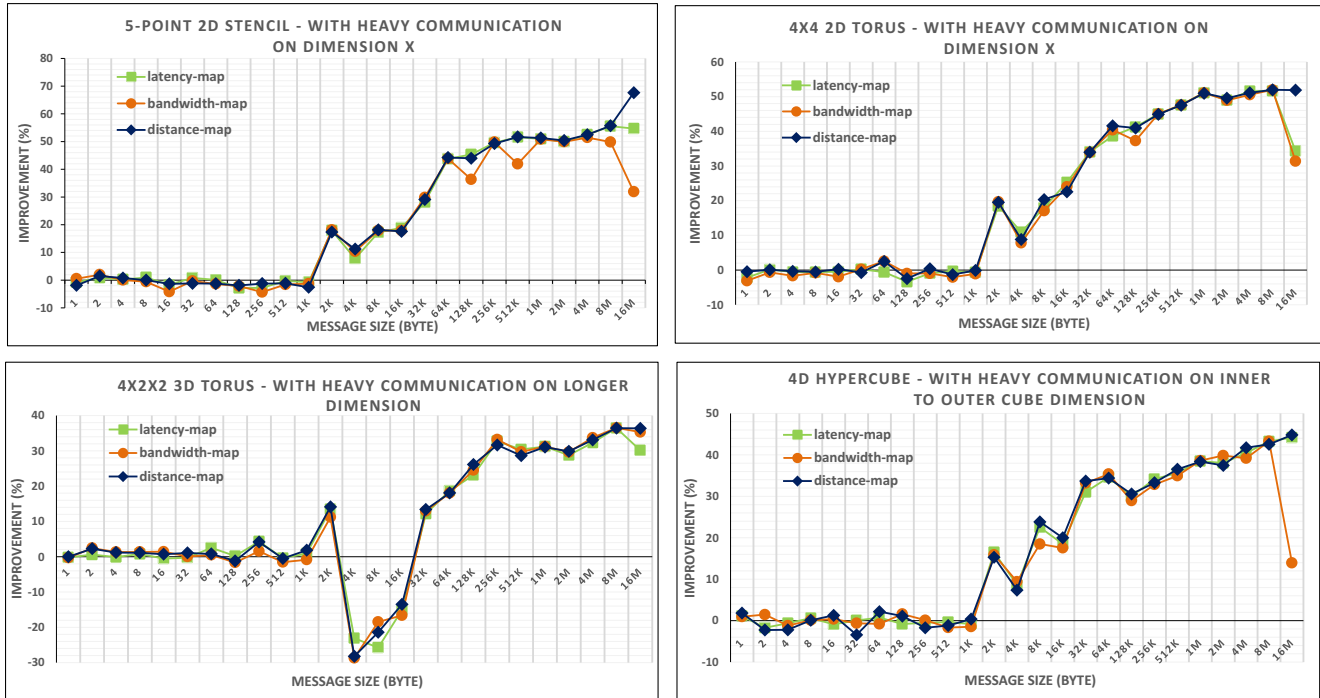 5-POINT 2D STENCIL - WITH HEAVY COMMUNICATION
ON DIMENSION X
80
70
60
50
40
30
20
10
0
-10
IMPROVEMENT (%)
latency-map
bandwidth-map
distance-map
1 2 4 8 16 32 64 128 256 512 1K 2K 4K 8K 16K 32K 64K 128K 256K 512K 1M 2M 4M 8M 16M
MESSAGE SIZE (BYTE)
4X4 2D TORUS - WITH HEAVY COMMUNICATION ON
DIMENSION X
60
50
40
30
20
10
0
-10
IMPROVEMENT (%)
latency-map
bandwidth-map
distance-map
1 2 4 8 16 32 64 128 256 512 1K 2K 4K 8K 16K 32K 64K 128K 256K 512K 1M 2M 4M 8M 16M
MESSAGE SIZE (BYTE)
4X2X2 3D TORUS - WITH HEAVY COMMUNICATION ON LONGER
DIMENSION
40
30
20
10
0
-10
-20
-30
IMPROVEMENT (%)
latency-map
bandwidth-map
distance-map
1 2 4 8 16 32 64 128 256 512 1K 2K 4K 8K 16K 32K 64K 128K 256K 512K 1M 2M 4M 8M 16M
MESSAGE SIZE (BYTE)
4D HYPERCUBE - WITH HEAVY COMMUNICATION ON INNER
TO OUTER CUBE DIMENSION
50
40
30
20
10
0
-10
IMPROVEMENT (%)
latency-map
bandwidth-map
distance-map
1 2 4 8 16 32 64 128 256 512 1K 2K 4K 8K 16K 32K 64K 128K 256K 512K 1M 2M 4M 8M 16M
MESSAGE SIZE (BYTE)